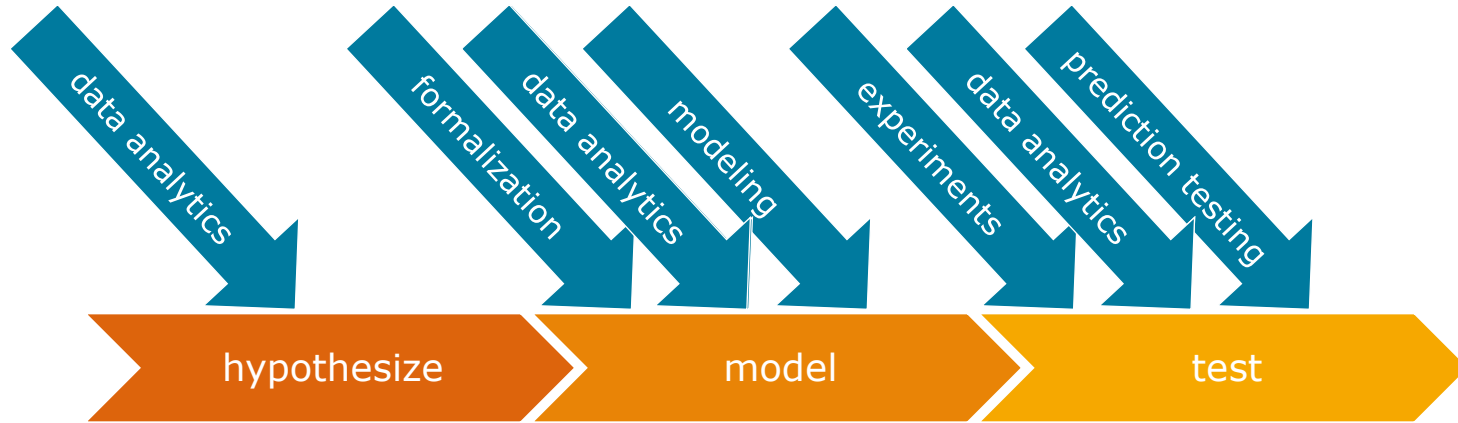 data analytics
formalization
data analytics
modeling
experiments
data analytics
prediction testing
hypothesize
model
test